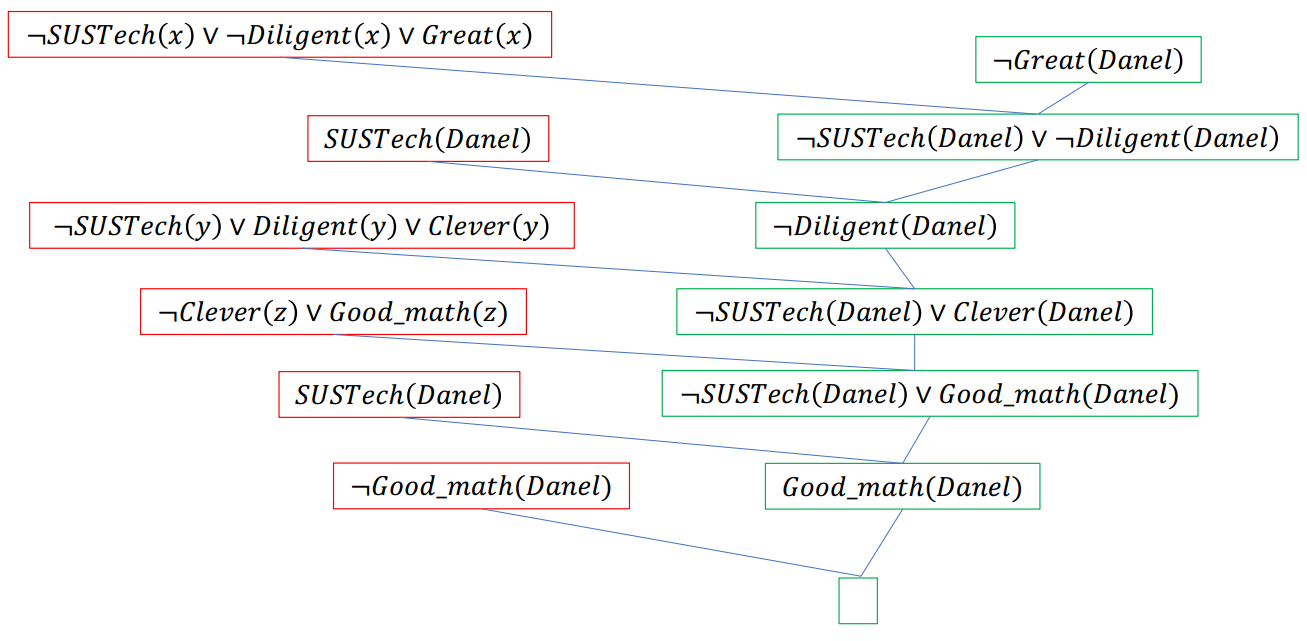 ¬SUSTech(x) ∨ ¬Diligent(x) ∨ Great(x)
¬Great(Danel)
SUSTech(Danel)
¬SUSTech(Danel) ∨ ¬Diligent(Danel)
¬SUSTech(y) ∨ Diligent(y) ∨ Clever(y)
¬Diligent(Danel)
¬Clever(z) ∨ Good_math(z)
¬SUSTech(Danel) ∨ Clever(Danel)
SUSTech(Danel)
¬SUSTech(Danel) ∨ Good_math(Danel)
¬Good_math(Danel)
Good_math(Danel)